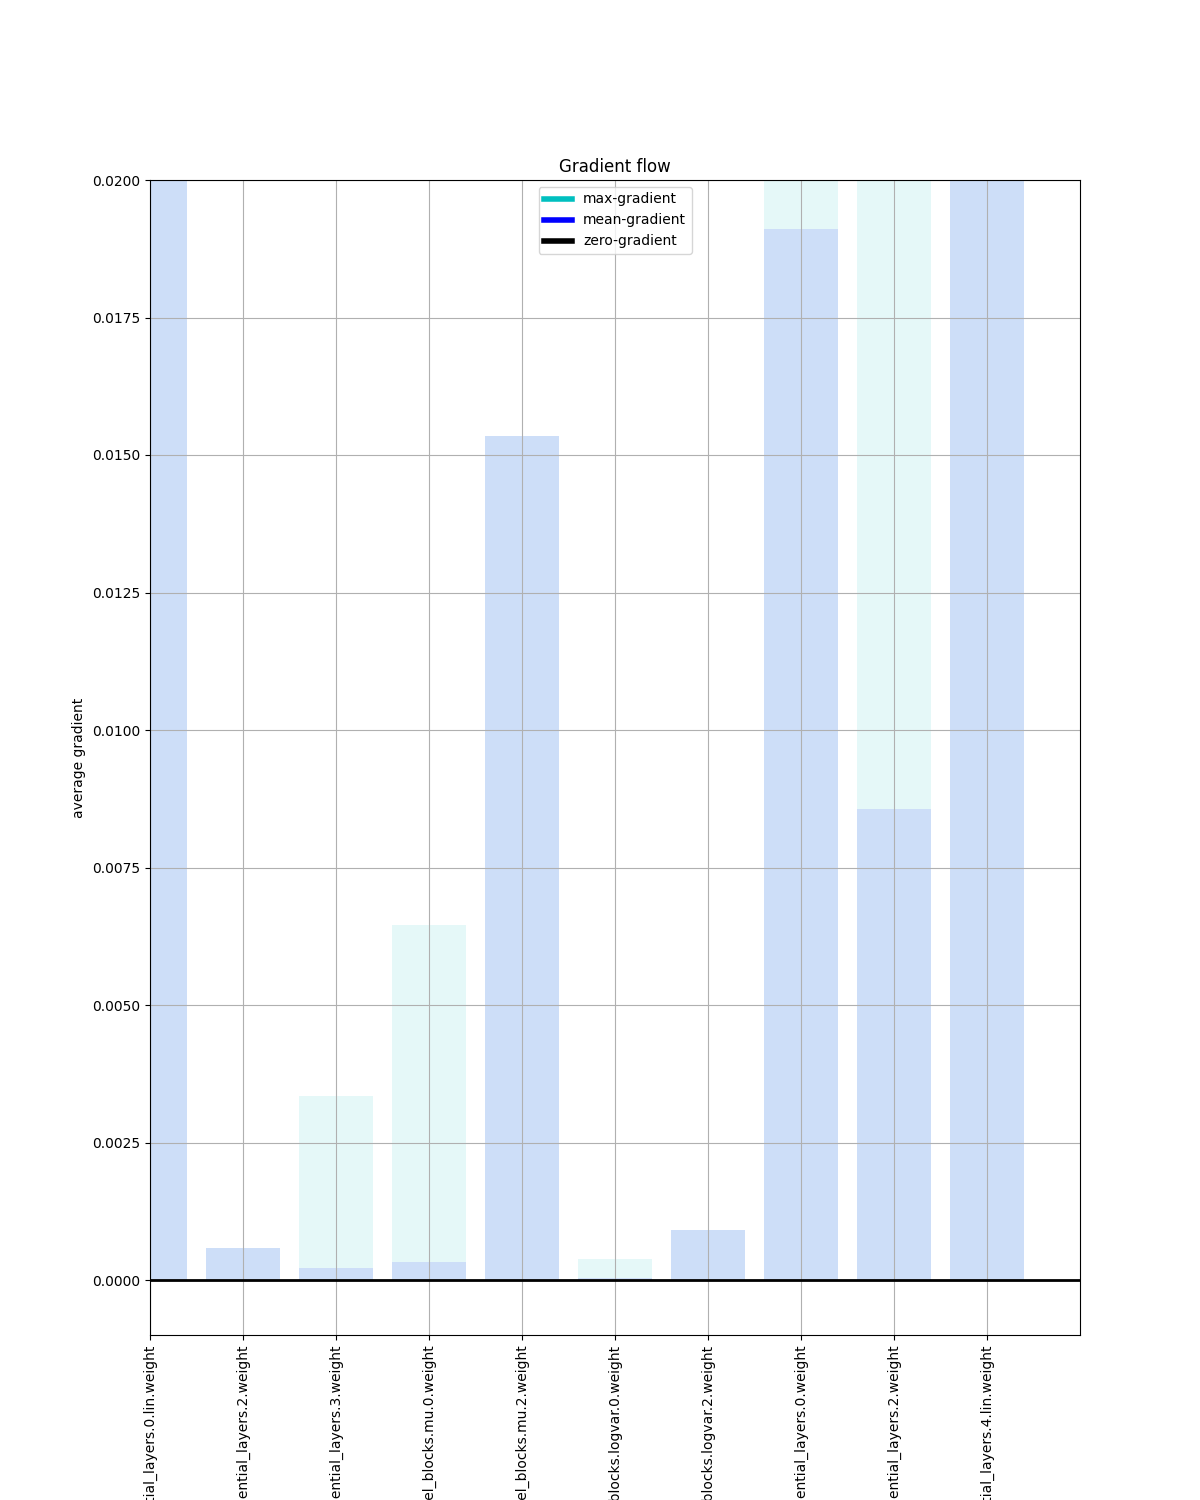 Gradient flow
max-gradient
mean-gradient
zero-gradient
average gradient
0.0200
0.0175
0.0150
0.0125
0.0100
0.0075
0.0050
0.0025
0.0000
tial_layers.0.lin.weight
ential_layers.2.weight
ential_layers.3.weight
el_blocks.mu.0.weight
el_blocks.mu.2.weight
blocks.logvar.0.weight
blocks.logvar.2.weight
ential_layers.0.weight
ential_layers.2.weight
tial_layers.4.lin.weight